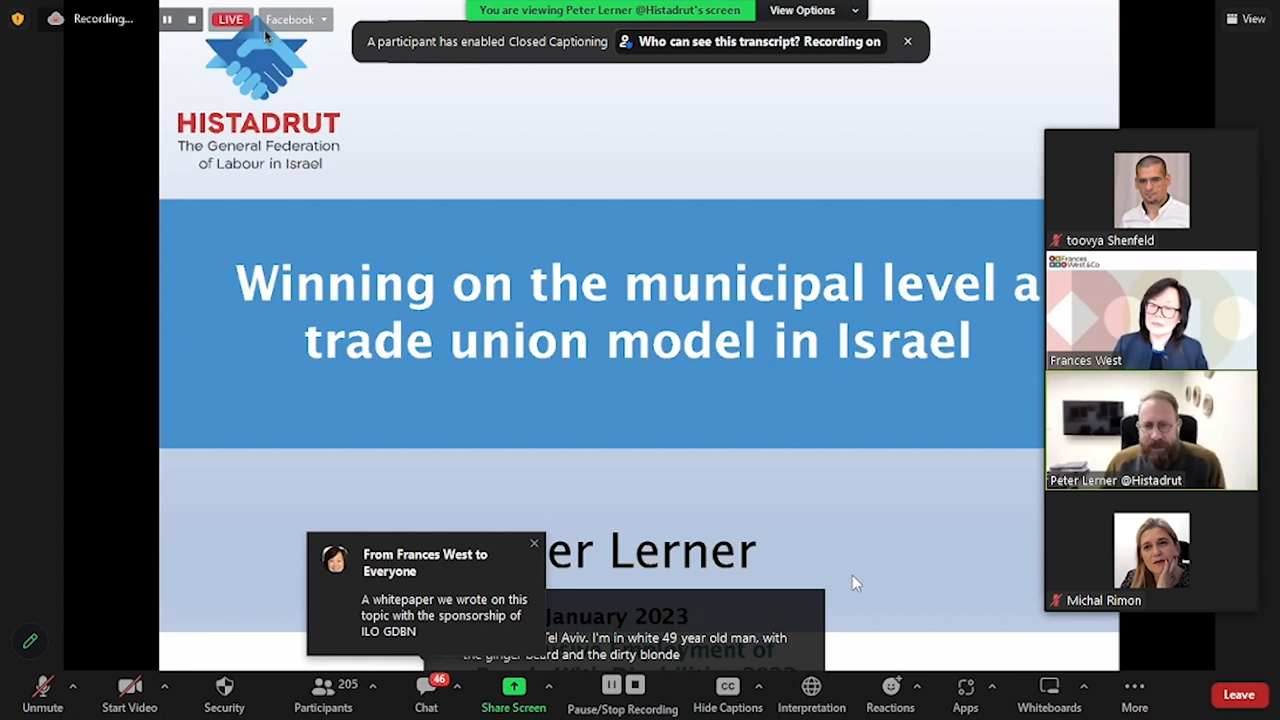 Recording...
LIVE
Facebook
You are viewing Peter Lerner @Histadrut's screen
View Options
View
A participant has enabled Closed Captioning
Who can see this transcript? Recording on
HISTADRUT
The General Federation
of Labour in Israel
Winning on the municipal level a
trade union model in Israel
er Lerner
January 2023
Employment of
From Frances West to
Everyone
A whitepaper we wrote on this
topic with the sponsorship of
ILO GDBN
Tel Aviv. I'm in white 49 year old man, with
the ginger beard and the dirty blonde
toovya Shenfeld
Frances
West&Co
Frances West
Peter Lerner @Histadrut
Michal Rimon
Unmute
Start Video
Security
205
Participants
46
Chat
Share Screen
Pause/Stop Recording
CC
Hide Captions
Interpretation
Reactions
Apps
Whiteboards
More
Leave